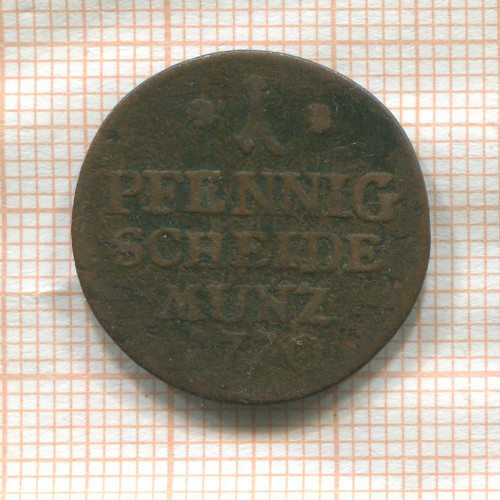 1
PFENNIG
SCHEIDE
MUNZ